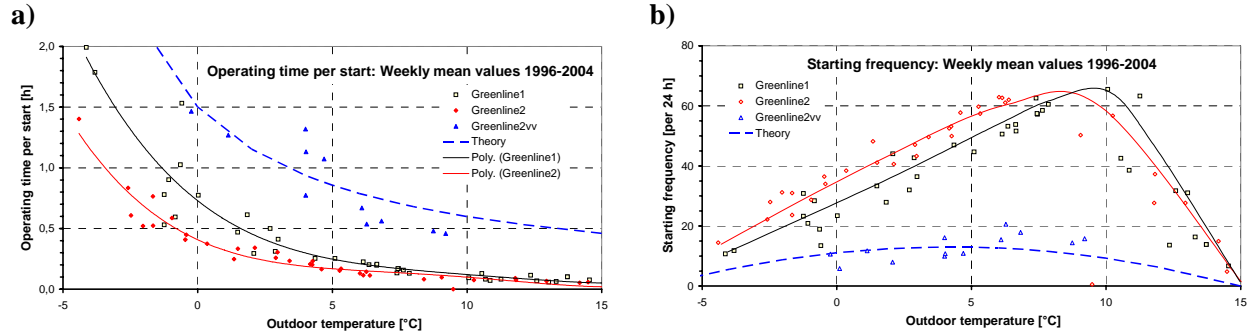 a)
Operating time per start: Weekly mean values 1996-2004
Greenline1
Greenline2
Greenline2vv
Theory
Poly. (Greenline1)
Poly. (Greenline2)
Operating time per start [h]
2,0
1,5
1,0
0,5
0,0
-5
0
5
10
15
Outdoor temperature [°C]
b)
Starting frequency: Weekly mean values 1996-2004
Greenline1
Greenline2
Greenline2vv
Theory
Starting frequency [per 24 h]
80
60
40
20
0
-5
0
5
10
15
Outdoor temperature [°C]